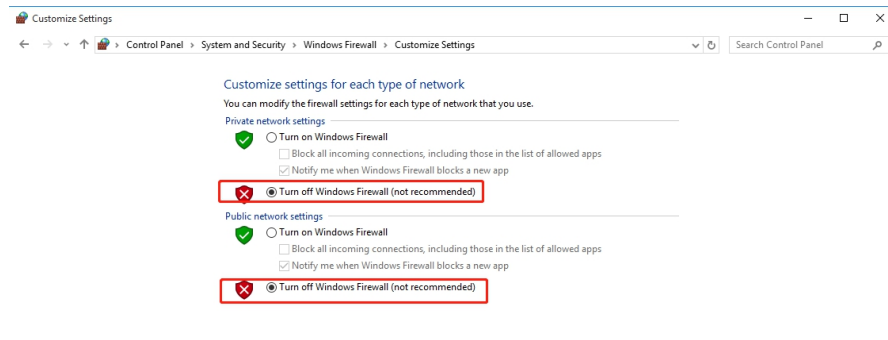 Customize Settings
Control Panel > System and Security > Windows Firewall > Customize Settings
Search Control Panel
Customize settings for each type of network
You can modify the firewall settings for each type of network that you use.
Private network settings
Turn on Windows Firewall
Block all incoming connections, including those in the list of allowed apps
Notify me when Windows Firewall blocks a new app
Turn off Windows Firewall (not recommended)
Public network settings
Turn on Windows Firewall
Block all incoming connections, including those in the list of allowed apps
Notify me when Windows Firewall blocks a new app
Turn off Windows Firewall (not recommended)